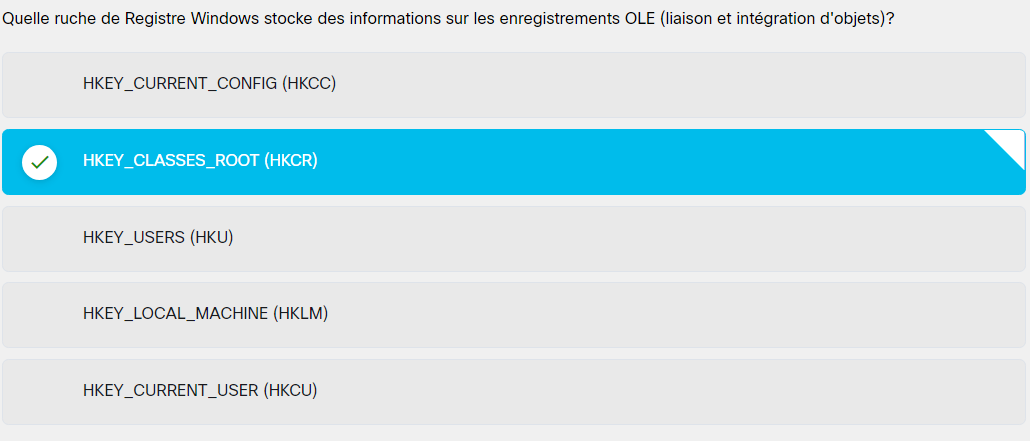 Quelle ruche de Registre Windows stocke des informations sur les enregistrements OLE (liaison et intégration d'objets)?
HKEY_CURRENT_CONFIG (HKCC)
HKEY_CLASSES_ROOT (HKCR)
HKEY_USERS (HKU)
HKEY_LOCAL_MACHINE (HKLM)
HKEY_CURRENT_USER (HKCU)